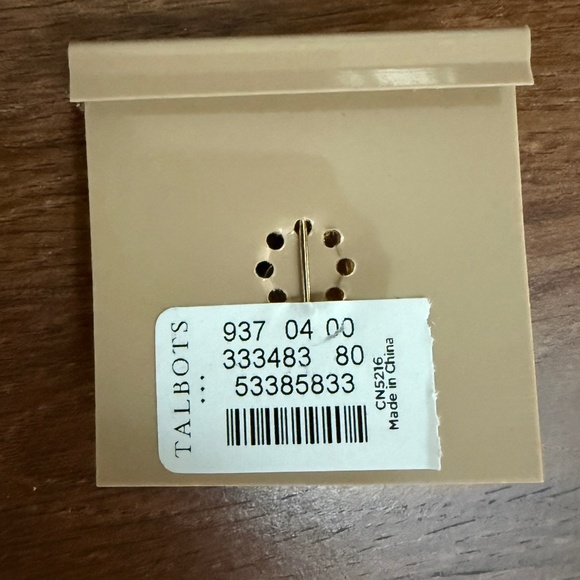 TALBOTS
937 04 00
333483 80
53385833
CN5216
Made in China